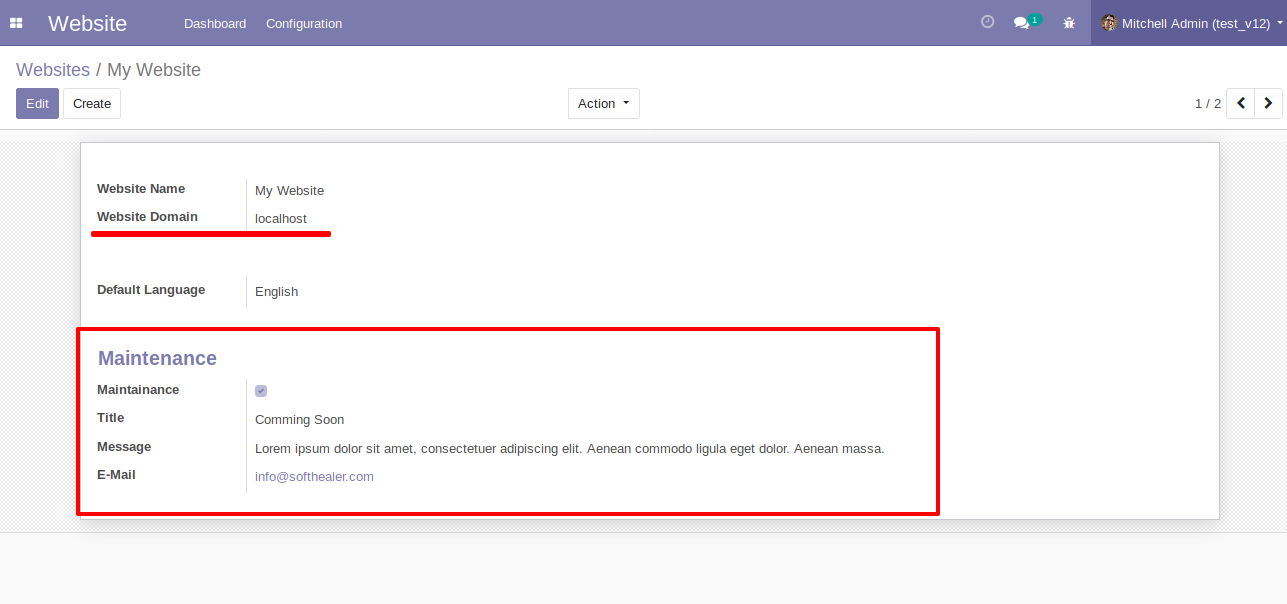 Website Dashboard Configuration 1 Mitchell Admin (test_v12)
Websites / My Website
Edit Create Action 1 / 2
Website Name My Website
Website Domain localhost
Default Language English
Maintenance
Maintainance
Title Comming Soon
Message Lorem ipsum dolor sit amet, consectetuer adipiscing elit. Aenean commodo ligula eget dolor. Aenean massa.
E-Mail info@softhealer.com